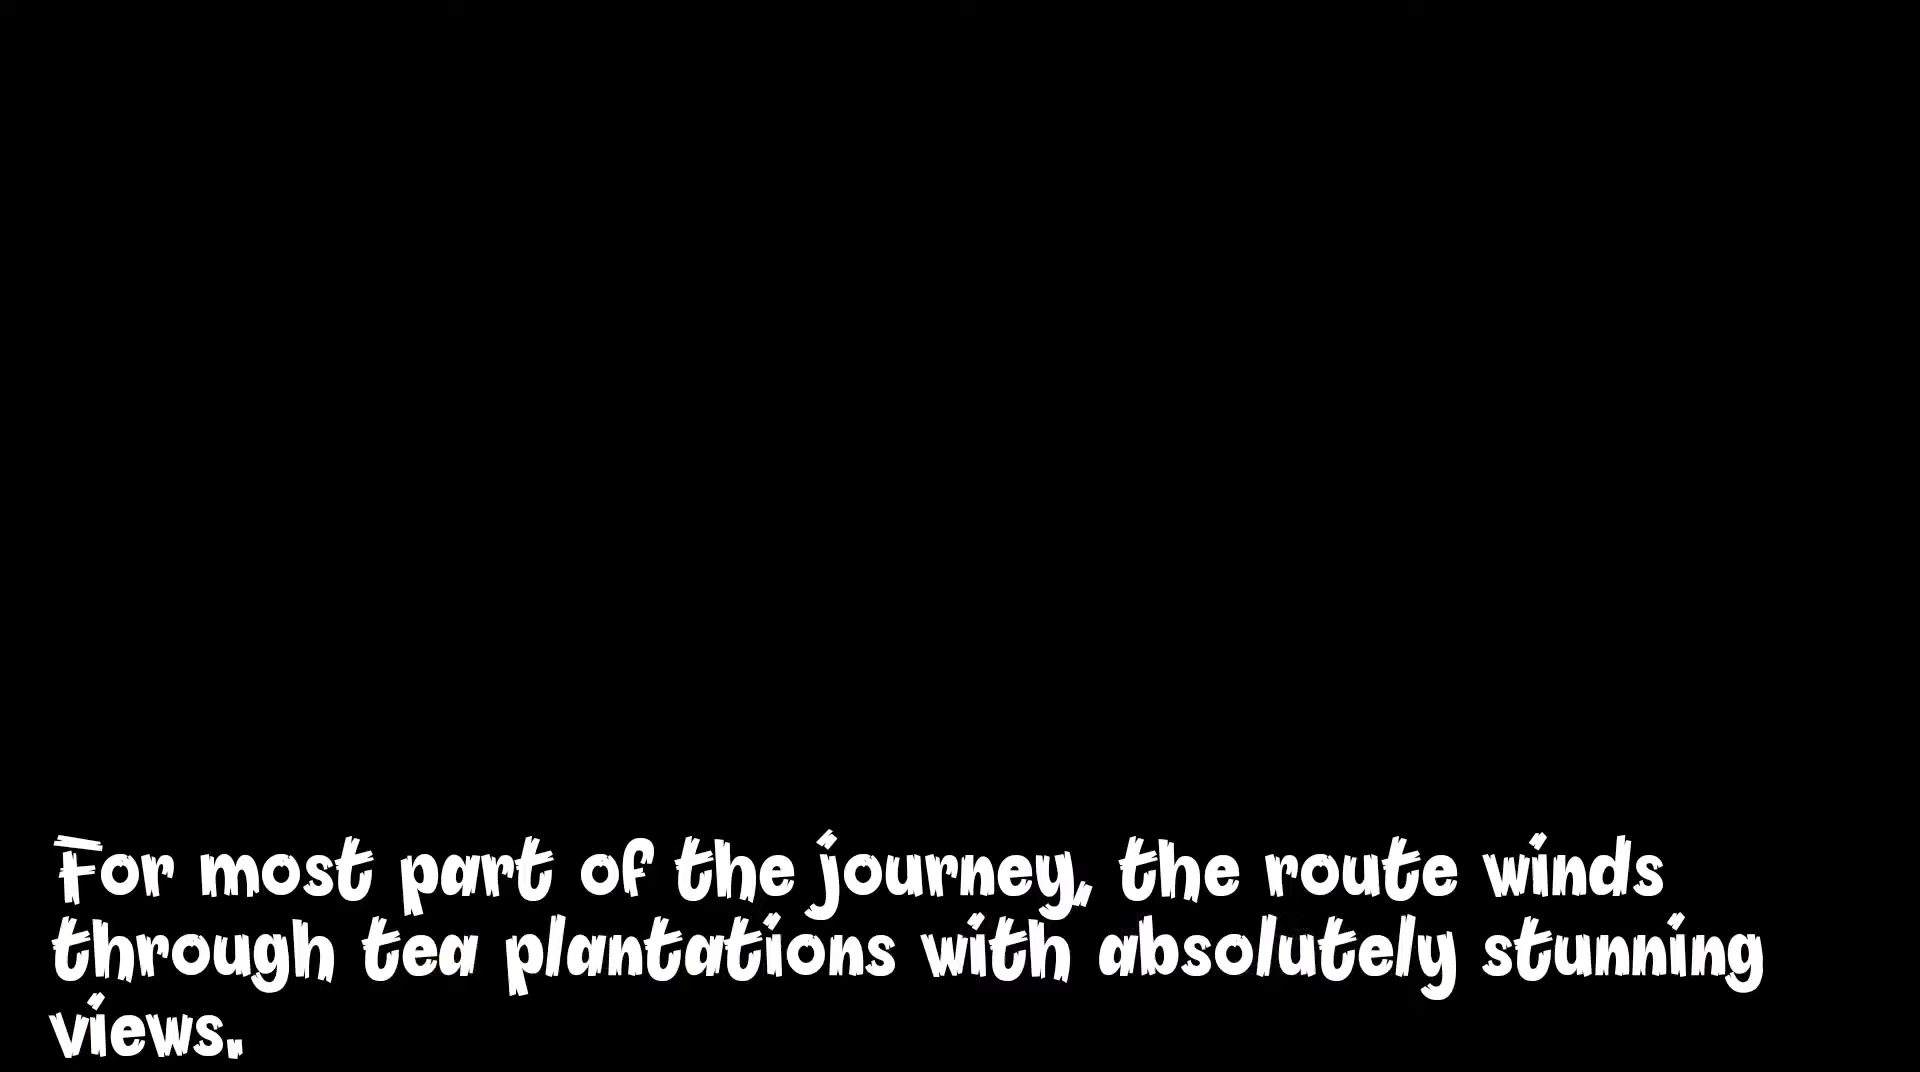 For most part of the journey, the route winds
through tea plantations with absolutely stunning
views.